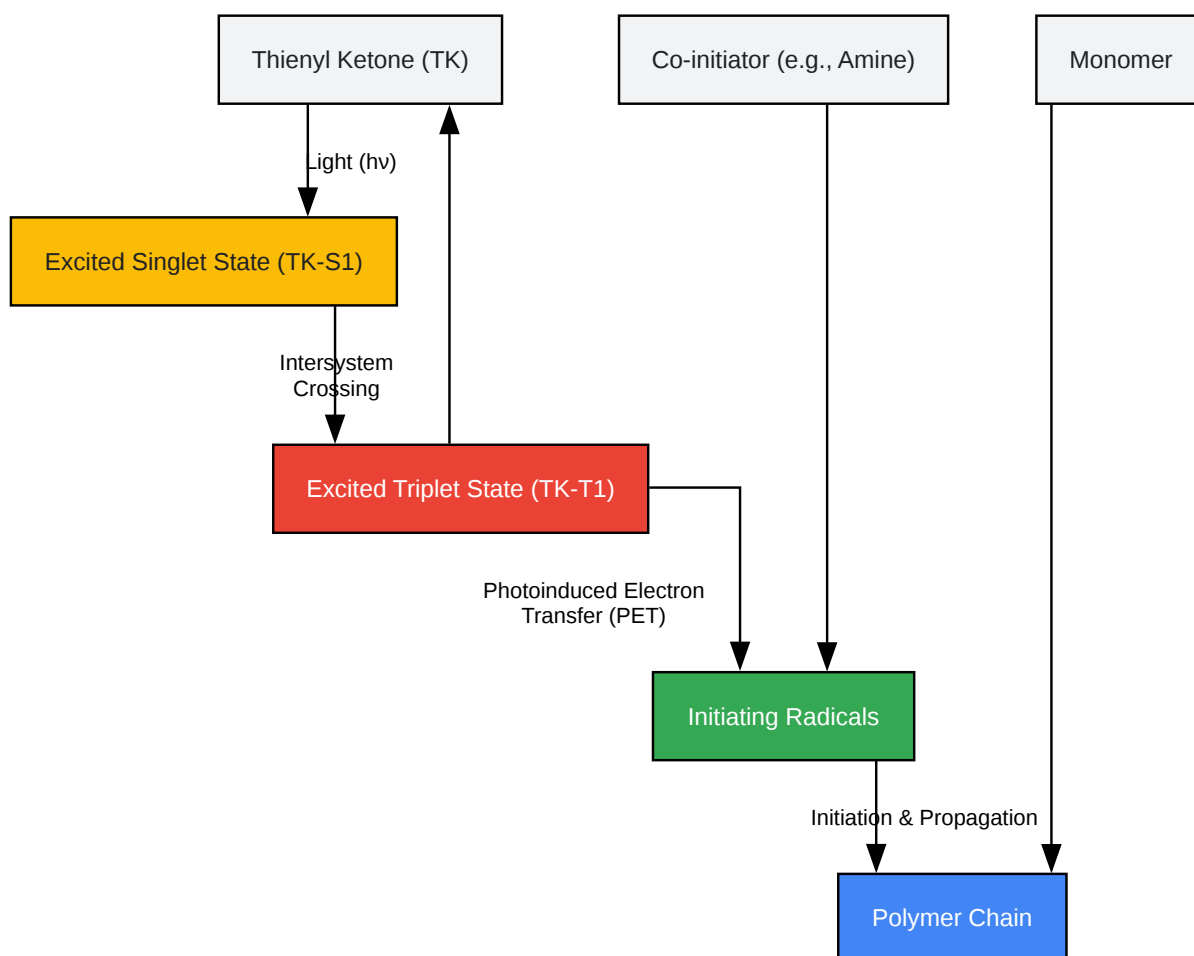 Thienyl Ketone (TK)
Co-initiator (e.g., Amine)
Monomer
Light (hν)
Excited Singlet State (TK-S1)
Intersystem
Crossing
Excited Triplet State (TK-T1)
Photoinduced Electron
Transfer (PET)
Initiating Radicals
Initiation & Propagation
Polymer Chain